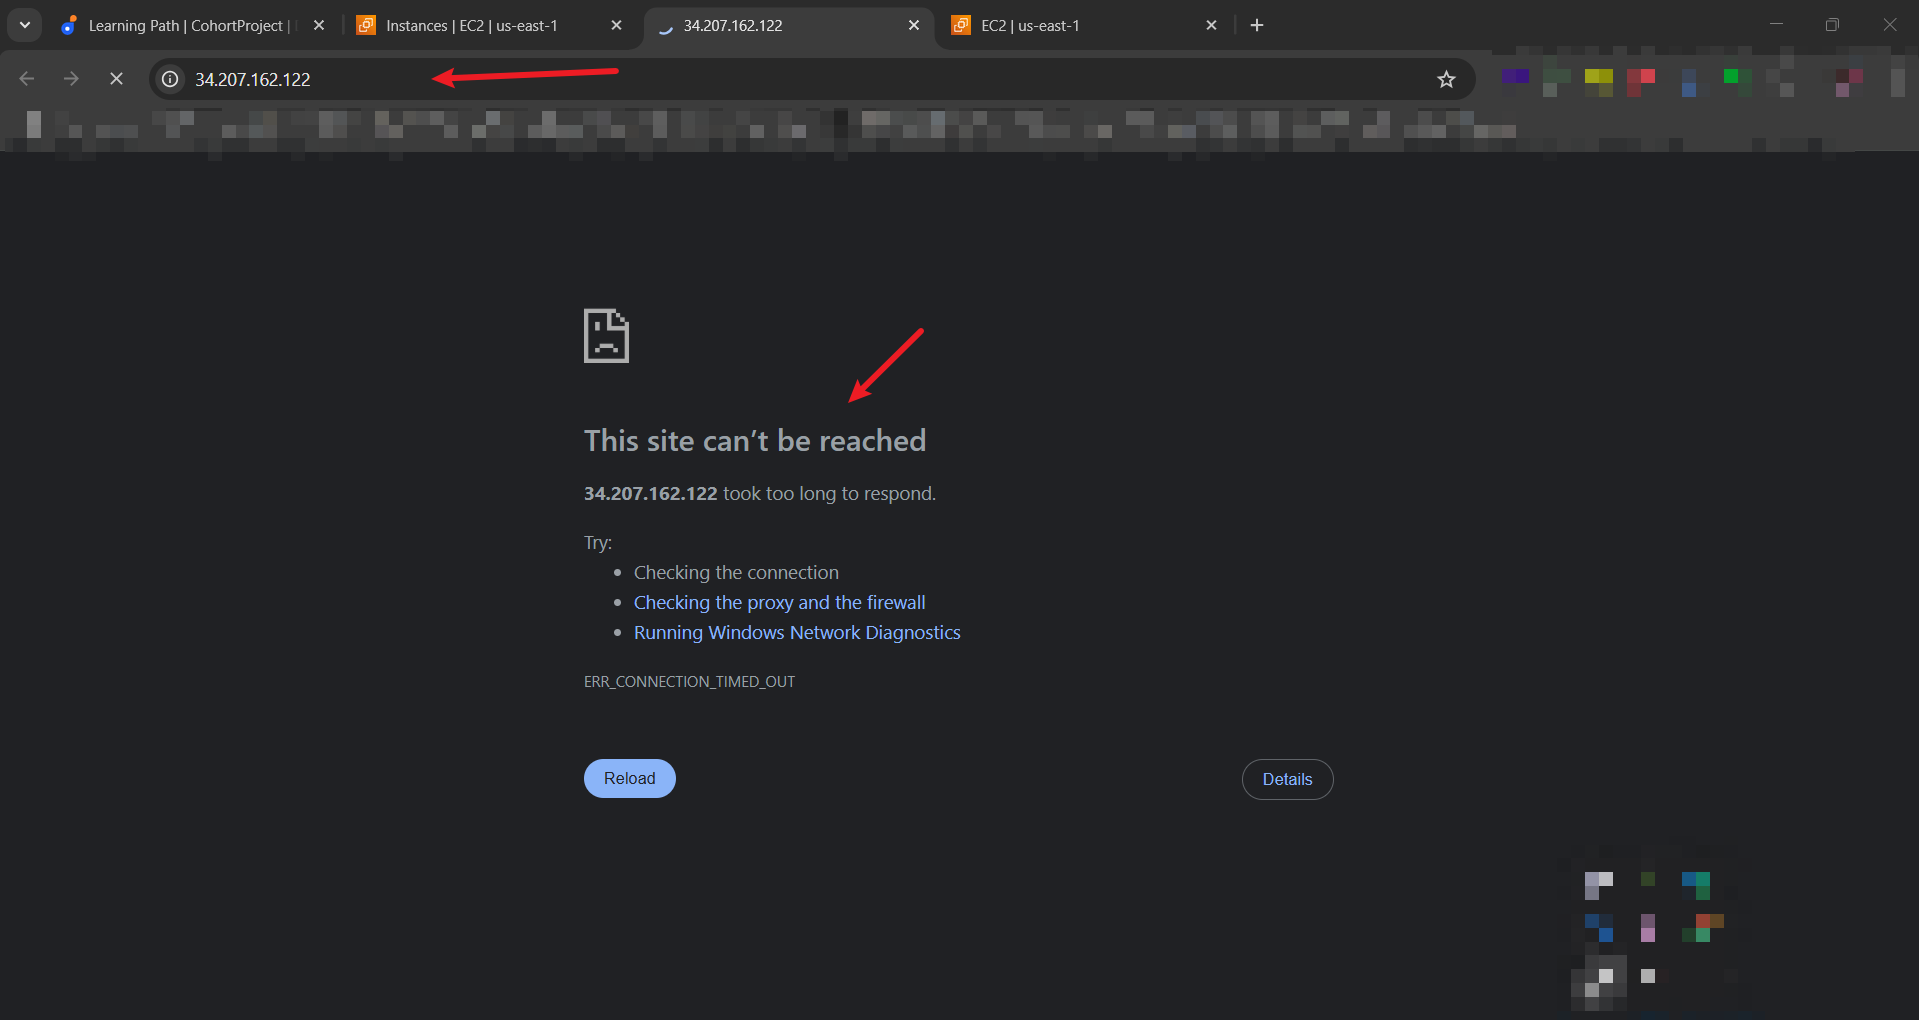 Learning Path | CohortProject |
Instances | EC2 | us-east-1
34.207.162.122
EC2 | us-east-1
34.207.162.122
This site can’t be reached
34.207.162.122 took too long to respond.
Try:
Checking the connection
Checking the proxy and the firewall
Running Windows Network Diagnostics
ERR_CONNECTION_TIMED_OUT
Reload
Details